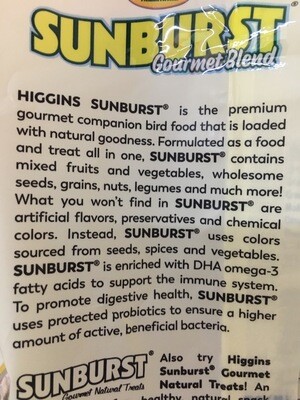 SUNBURST®
Gourmet Blend
HIGGINS SUNBURST® is the premium
gourmet companion bird food that is loaded
with natural goodness. Formulated as a food
and treat all in one, SUNBURST® contains
mixed fruits and vegetables, wholesome
seeds, grains, nuts, legumes and much more!
What you won't find in SUNBURST® are
artificial flavors, preservatives and chemical
colors. Instead, SUNBURST® uses colors
sourced from seeds, spices and vegetables.
SUNBURST® is enriched with DHA omega-3
fatty acids to support the immune system.
To promote digestive health, SUNBURST®
uses protected probiotics to ensure a higher
amount of active, beneficial bacteria.
SUNBURST®
Gourmet Natural Treats
Also try Higgins
Sunburst® Gourmet
Natural Treats! An
healthy, natural snack